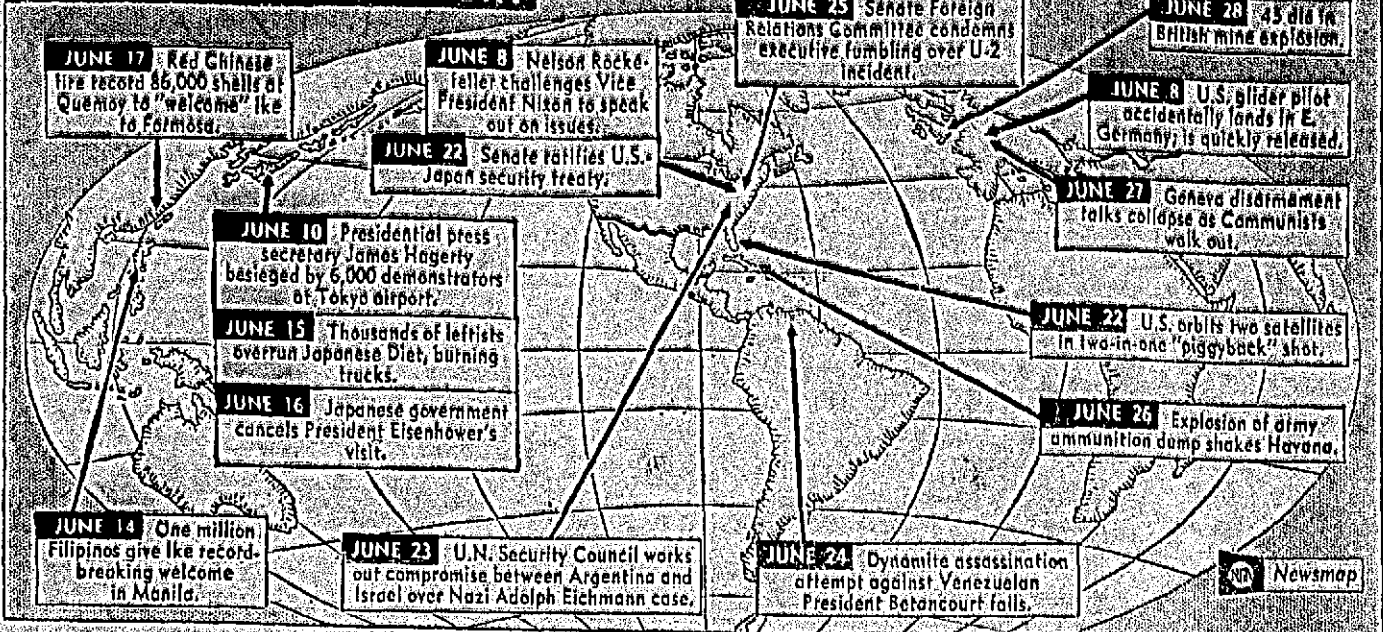 JUNE 17 Red Chinese
fire record 86,000 shells at
Quemoy to "welcome" Ike
to Formosa.
JUNE 8 Nelson Rocke-
feller challenges Vice
President Nixon to speak
out on issues.
JUNE 22 Senate ratifies U.S.-
Japan security treaty.
JUNE 25 Senate Foreign
Relations Committee condemns
executive fumbling over U-2
incident.
JUNE 28 45 die in
British mine explosion.
JUNE 8 U.S. glider pilot
accidentally lands in E.
Germany; is quickly released.
JUNE 27 Geneva disarmament
talks collapse as Communists
walk out.
JUNE 10 Presidential press
secretary James Hagerty
besieged by 6,000 demonstrators
at Tokyo airport.
JUNE 15 Thousands of leftists
overrun Japanese Diet, burning
trucks.
JUNE 16 Japanese government
cancels President Eisenhower's
visit.
JUNE 22 U.S. orbits two satellites
in two-in-one "piggyback" shot.
JUNE 26 Explosion of army
ammunition dump shakes Havana.
JUNE 14 One million
Filipinos give Ike record-
breaking welcome
in Manila.
JUNE 23 U.N. Security Council works
out compromise between Argentina and
Israel over Nazi Adolph Eichmann case.
JUNE 24 Dynamite assassination
attempt against Venezuelan
President Betancourt fails.
NEA Newsmap